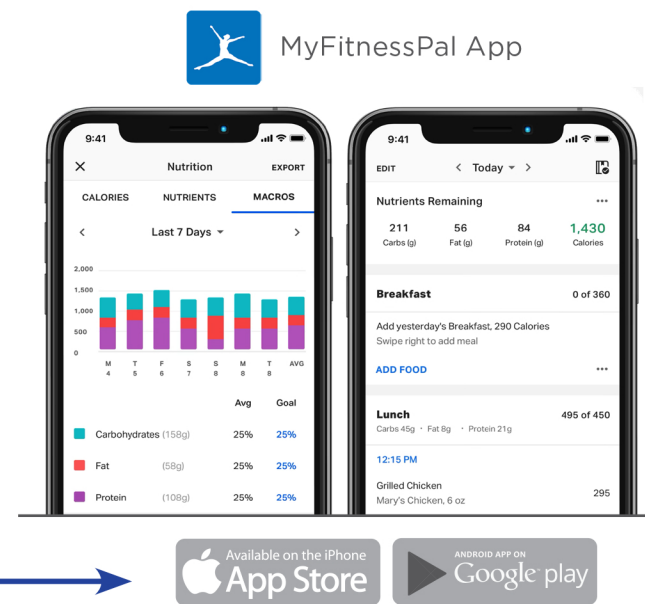 MyFitnessPal App
9:41
Nutrition
EXPORT
CALORIES NUTRIENTS MACROS
< Last 7 Days >
2,000
1,500
1,000
500
0
M T F S S M T AVG
4 5 6 7 8 8 8
Avg Goal
Carbohydrates (158g) 25% 25%
Fat (58g) 25% 25%
Protein (108g) 25% 25%
9:41
EDIT < Today >
Nutrients Remaining
211 56 84 1,430
Carbs (g) Fat (g) Protein (g) Calories
Breakfast 0 of 360
Add yesterday's Breakfast, 290 Calories
Swipe right to add meal
ADD FOOD
Lunch 495 of 450
Carbs 45g · Fat 8g · Protein 21g
12:15 PM
Grilled Chicken
Mary's Chicken, 6 oz
295
Available on the iPhone
App Store
ANDROID APP ON
Google play